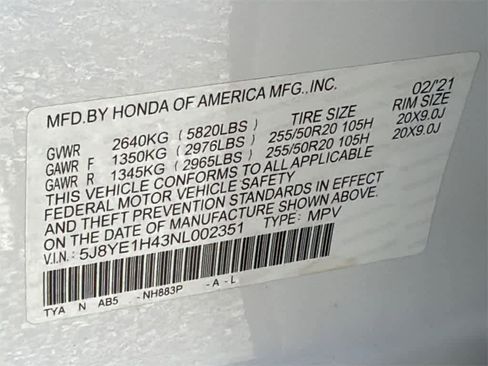 MFD.BY HONDA OF AMERICA MFG.,INC. 02/'21
GVWR 2640KG (5820LBS) TIRE SIZE RIM SIZE
GAWR F 1350KG (2976LBS) 255/50R20 105H 20X9.0J
GAWR R 1345KG (2965LBS) 255/50R20 105H 20X9.0J
THIS VEHICLE CONFORMS TO ALL APPLICABLE
FEDERAL MOTOR VEHICLE SAFETY
AND THEFT PREVENTION STANDARDS IN EFFECT
ON THE DATE OF MANUFACTURE SHOWN ABOVE.
V.I.N.: 5J8YE1H43NL002351 TYPE: MPV
TYA N AB5 -NH883P -A-L